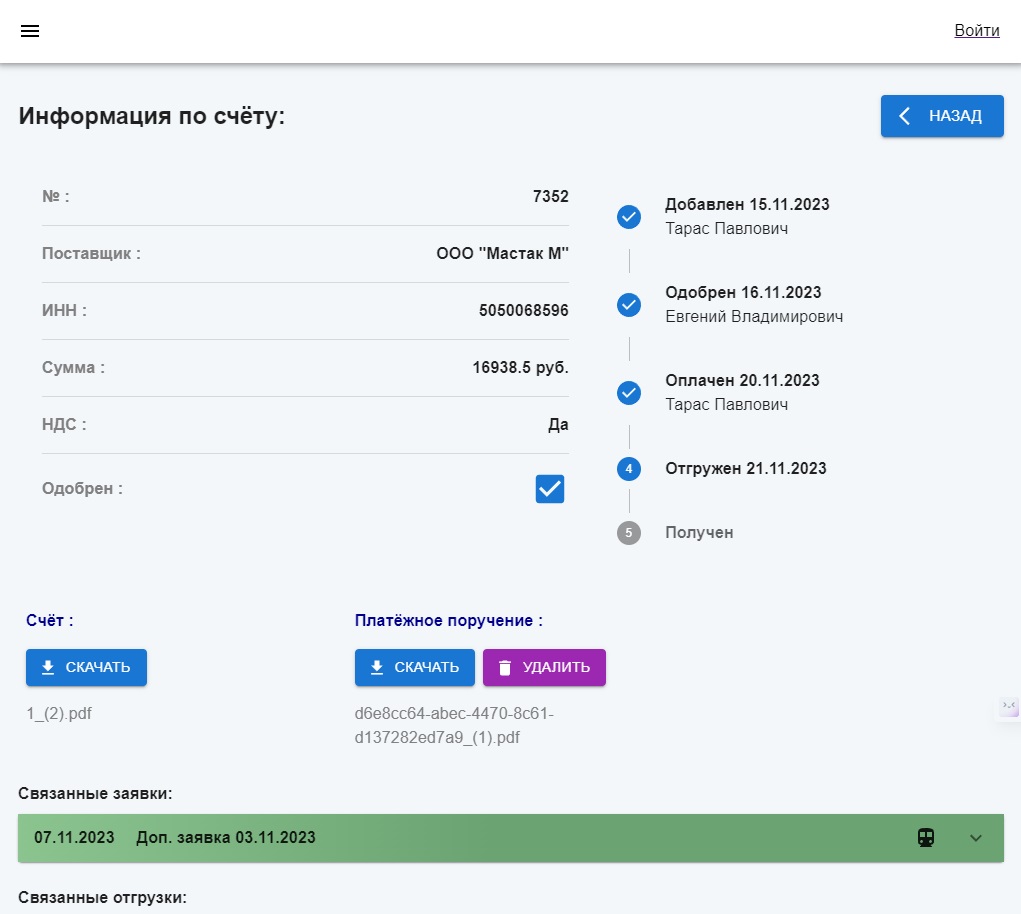 Войти
Информация по счёту:
НАЗАД
№ : 7352
Поставщик : ООО "Мастак М"
ИНН : 5050068596
Сумма : 16938.5 руб.
НДС : Да
Одобрен :
Добавлен 15.11.2023
Тарас Павлович
Одобрен 16.11.2023
Евгений Владимирович
Оплачен 20.11.2023
Тарас Павлович
4 Отгружен 21.11.2023
5 Получен
Счёт :
СКАЧАТЬ
1_(2).pdf
Платёжное поручение :
СКАЧАТЬ УДАЛИТЬ
d6e8cc64-abec-4470-8c61-
d137282ed7a9_(1).pdf
Связанные заявки:
07.11.2023 Доп. заявка 03.11.2023
Связанные отгрузки: